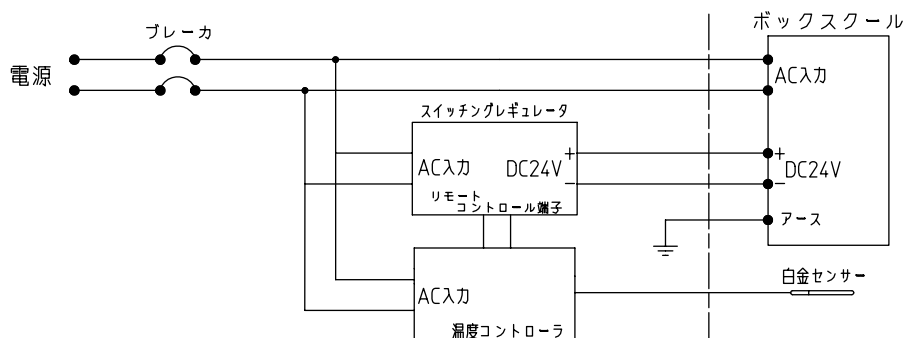 ブレーカ
ボックスクール
電源
AC入力
スイッチングレギュレータ
AC入力
DC24V
+
−
リモート
コントロール端子
+
DC24V
−
アース
AC入力
温度コントローラ
白金センサー